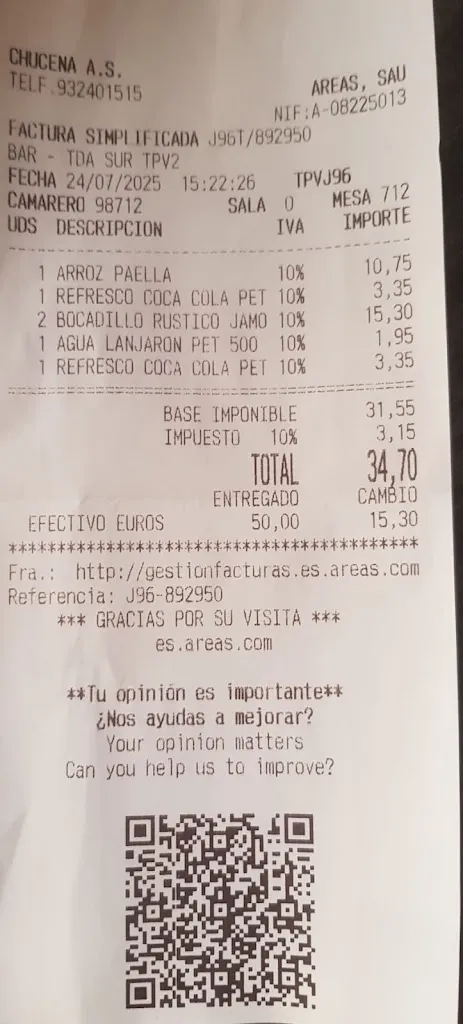 CHUCENA A.S.
TELF.932401515 AREAS, SAU
NIF:A-08225013
FACTURA SIMPLIFICADA J96T/892950
BAR - TDA SUR TPV2
FECHA 24/07/2025 15:22:26 TPVJ96
CAMARERO 98712 SALA 0 MESA 712
UDS DESCRIPCION IVA IMPORTE
1 ARROZ PAELLA 10% 10,75
1 REFRESCO COCA COLA PET 10% 3,35
2 BOCADILLO RUSTICO JAMO 10% 15,30
1 AGUA LANJARON PET 500 10% 1,95
1 REFRESCO COCA COLA PET 10% 3,35
BASE IMPONIBLE 31,55
IMPUESTO 10% 3,15
TOTAL 34,70
ENTREGADO CAMBIO
EFECTIVO EUROS 50,00 15,30
******************************************
Fra.: http://gestionfacturas.es.areas.com
Referencia: J96-892950
*** GRACIAS POR SU VISITA ***
es.areas.com
**Tu opinión es importante**
¿Nos ayudas a mejorar?
Your opinion matters
Can you help us to improve?